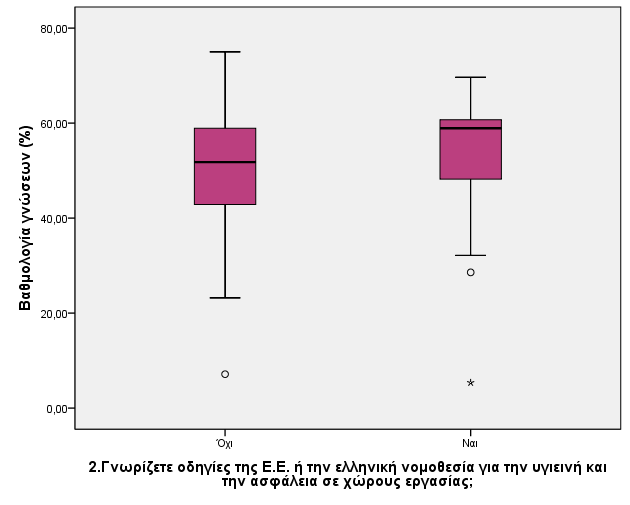 80,00
60,00
40,00
20,00
0,00
Βαθμολογία γνώσεων (%)
Όχι
Ναι
2.Γνωρίζετε οδηγίες της Ε.Ε. ή την ελληνική νομοθεσία για την υγιεινή και
την ασφάλεια σε χώρους εργασίας;